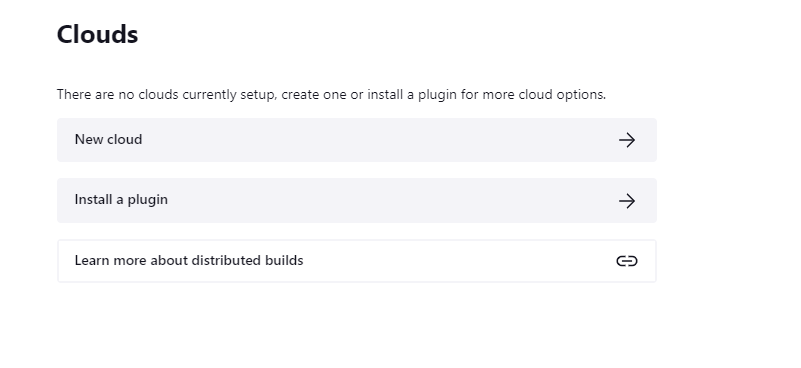 Clouds
There are no clouds currently setup, create one or install a plugin for more cloud options.
New cloud
Install a plugin
Learn more about distributed builds